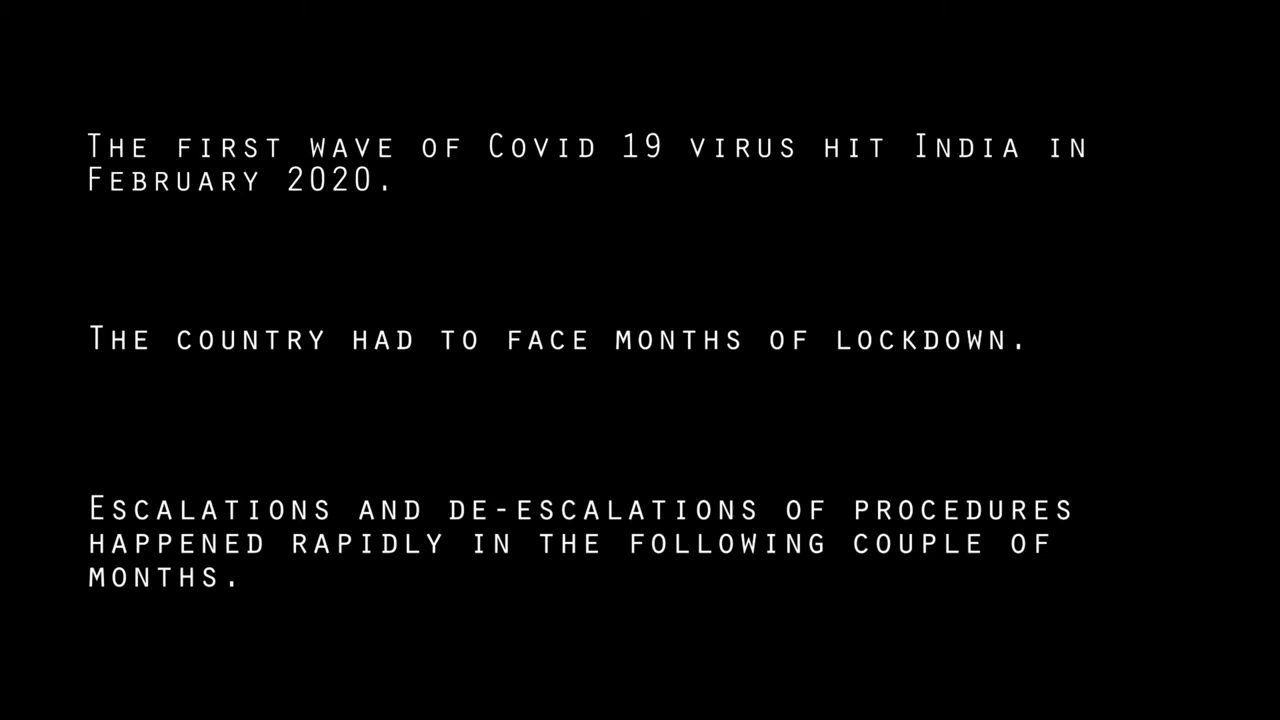 The first wave of Covid 19 virus hit India in
February 2020.
The country had to face months of lockdown.
Escalations and de-escalations of procedures
happened rapidly in the following couple of
months.